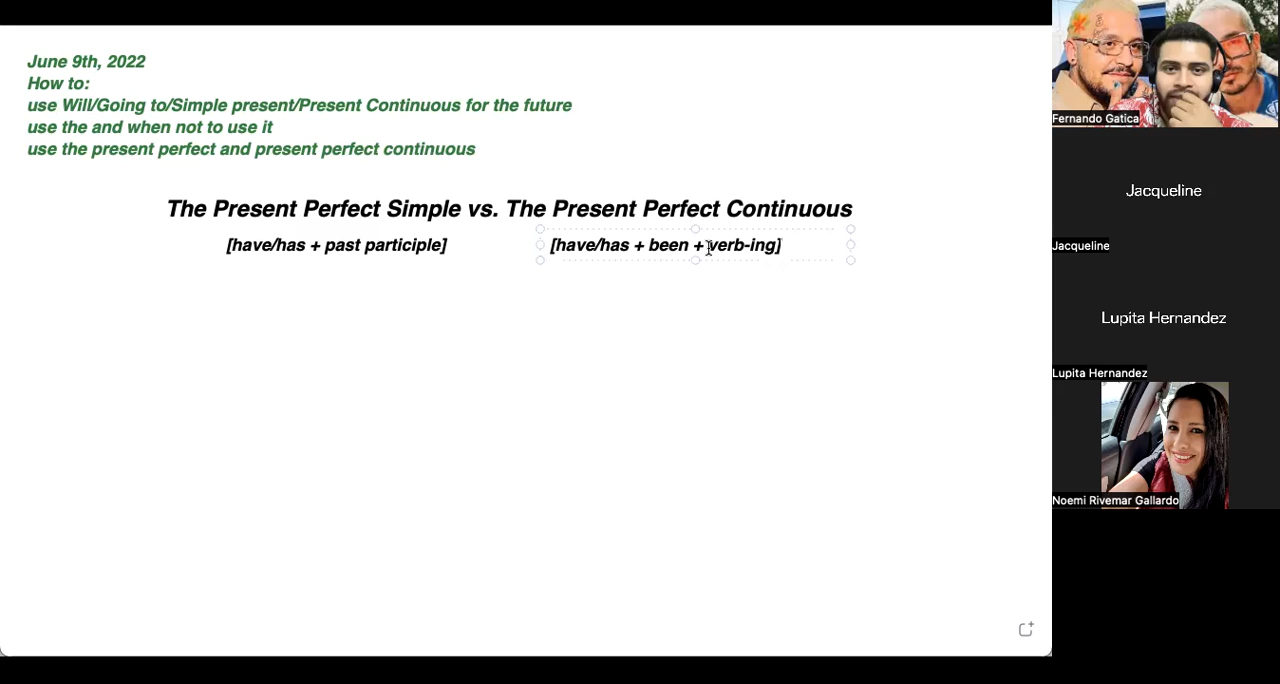 June 9th, 2022
How to:
use Will/Going to/Simple present/Present Continuous for the future
use the and when not to use it
use the present perfect and present perfect continuous
The Present Perfect Simple vs. The Present Perfect Continuous
[have/has + past participle]
[have/has + been + verb-ing]
Fernando Gatica
Jacqueline
Jacqueline
Lupita Hernandez
Lupita Hernandez
Noemi Rivemar Gallardo